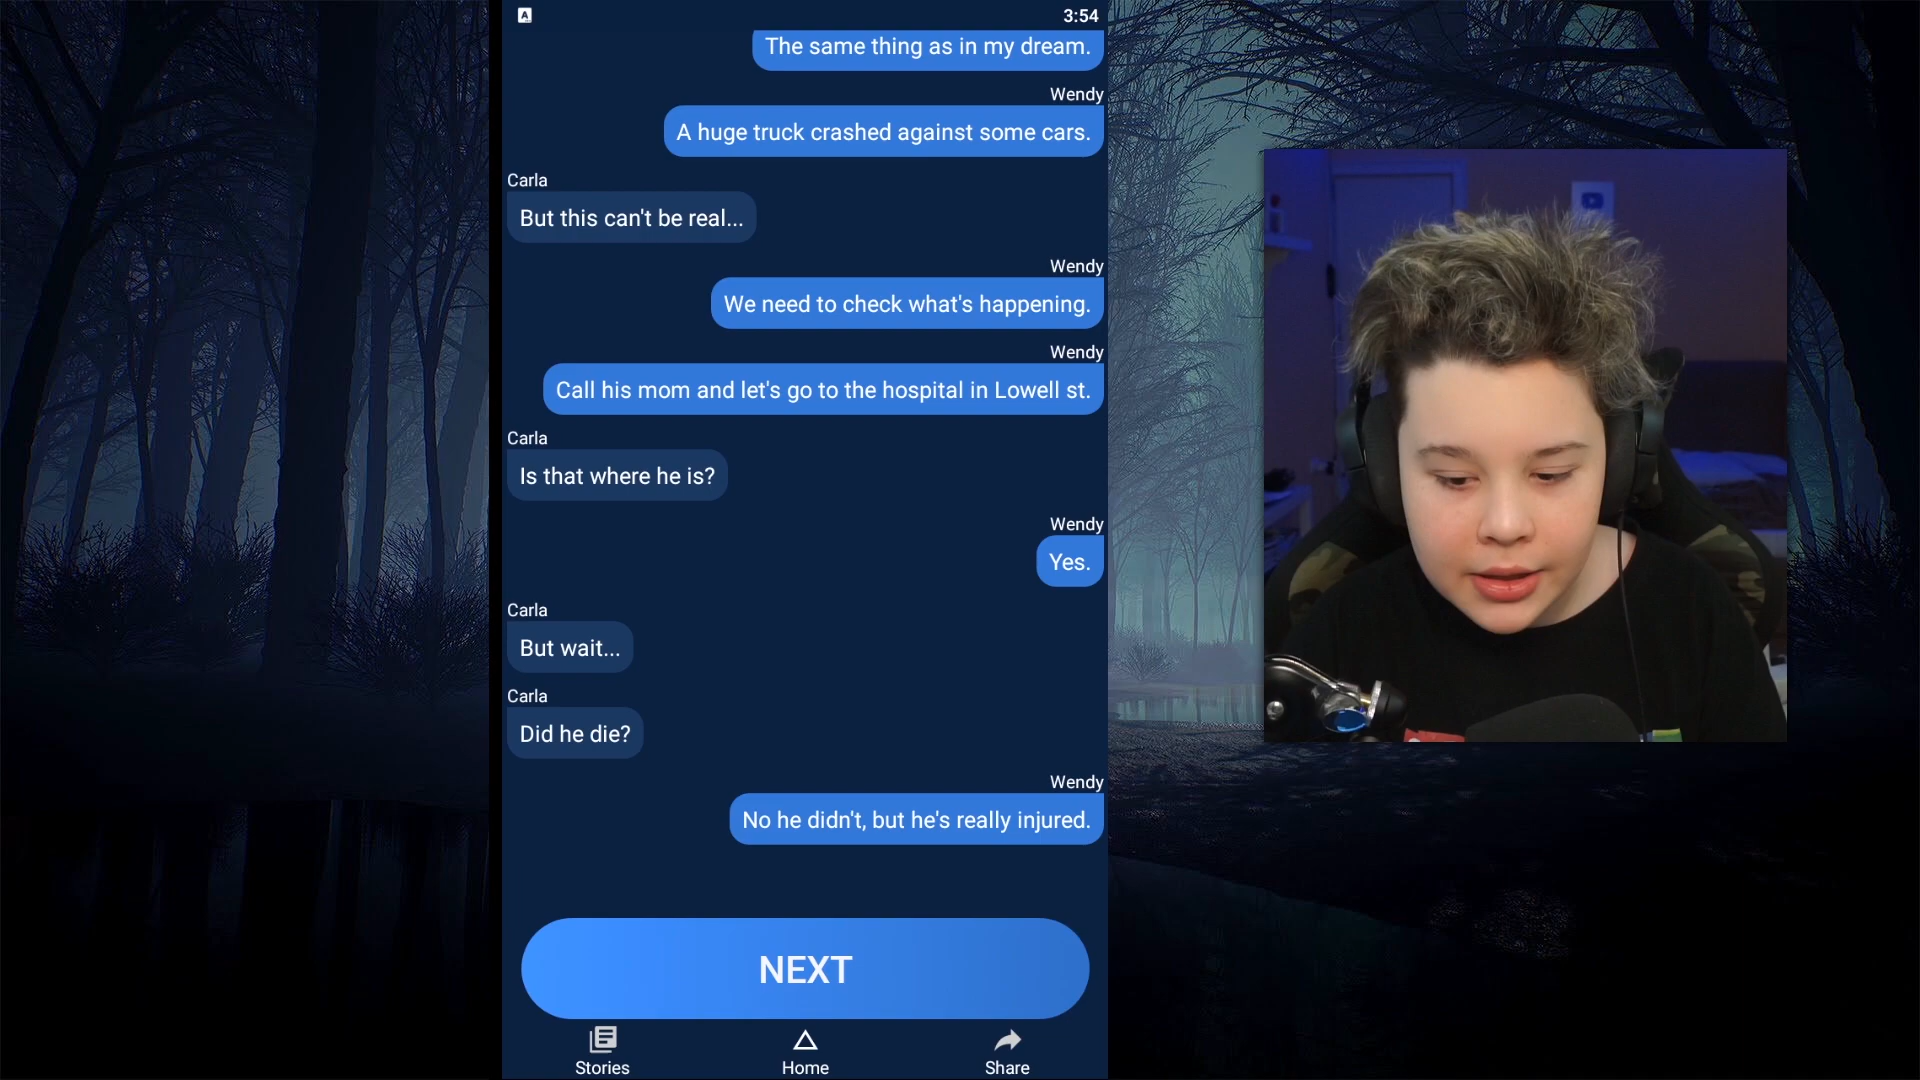 A
3:54
The same thing as in my dream.
Wendy
A huge truck crashed against some cars.
Carla
But this can't be real...
Wendy
We need to check what's happening.
Wendy
Call his mom and let's go to the hospital in Lowell st.
Carla
Is that where he is?
Wendy
Yes.
Carla
But wait...
Carla
Did he die?
Wendy
No he didn't, but he's really injured.
NEXT
Stories
Home
Share